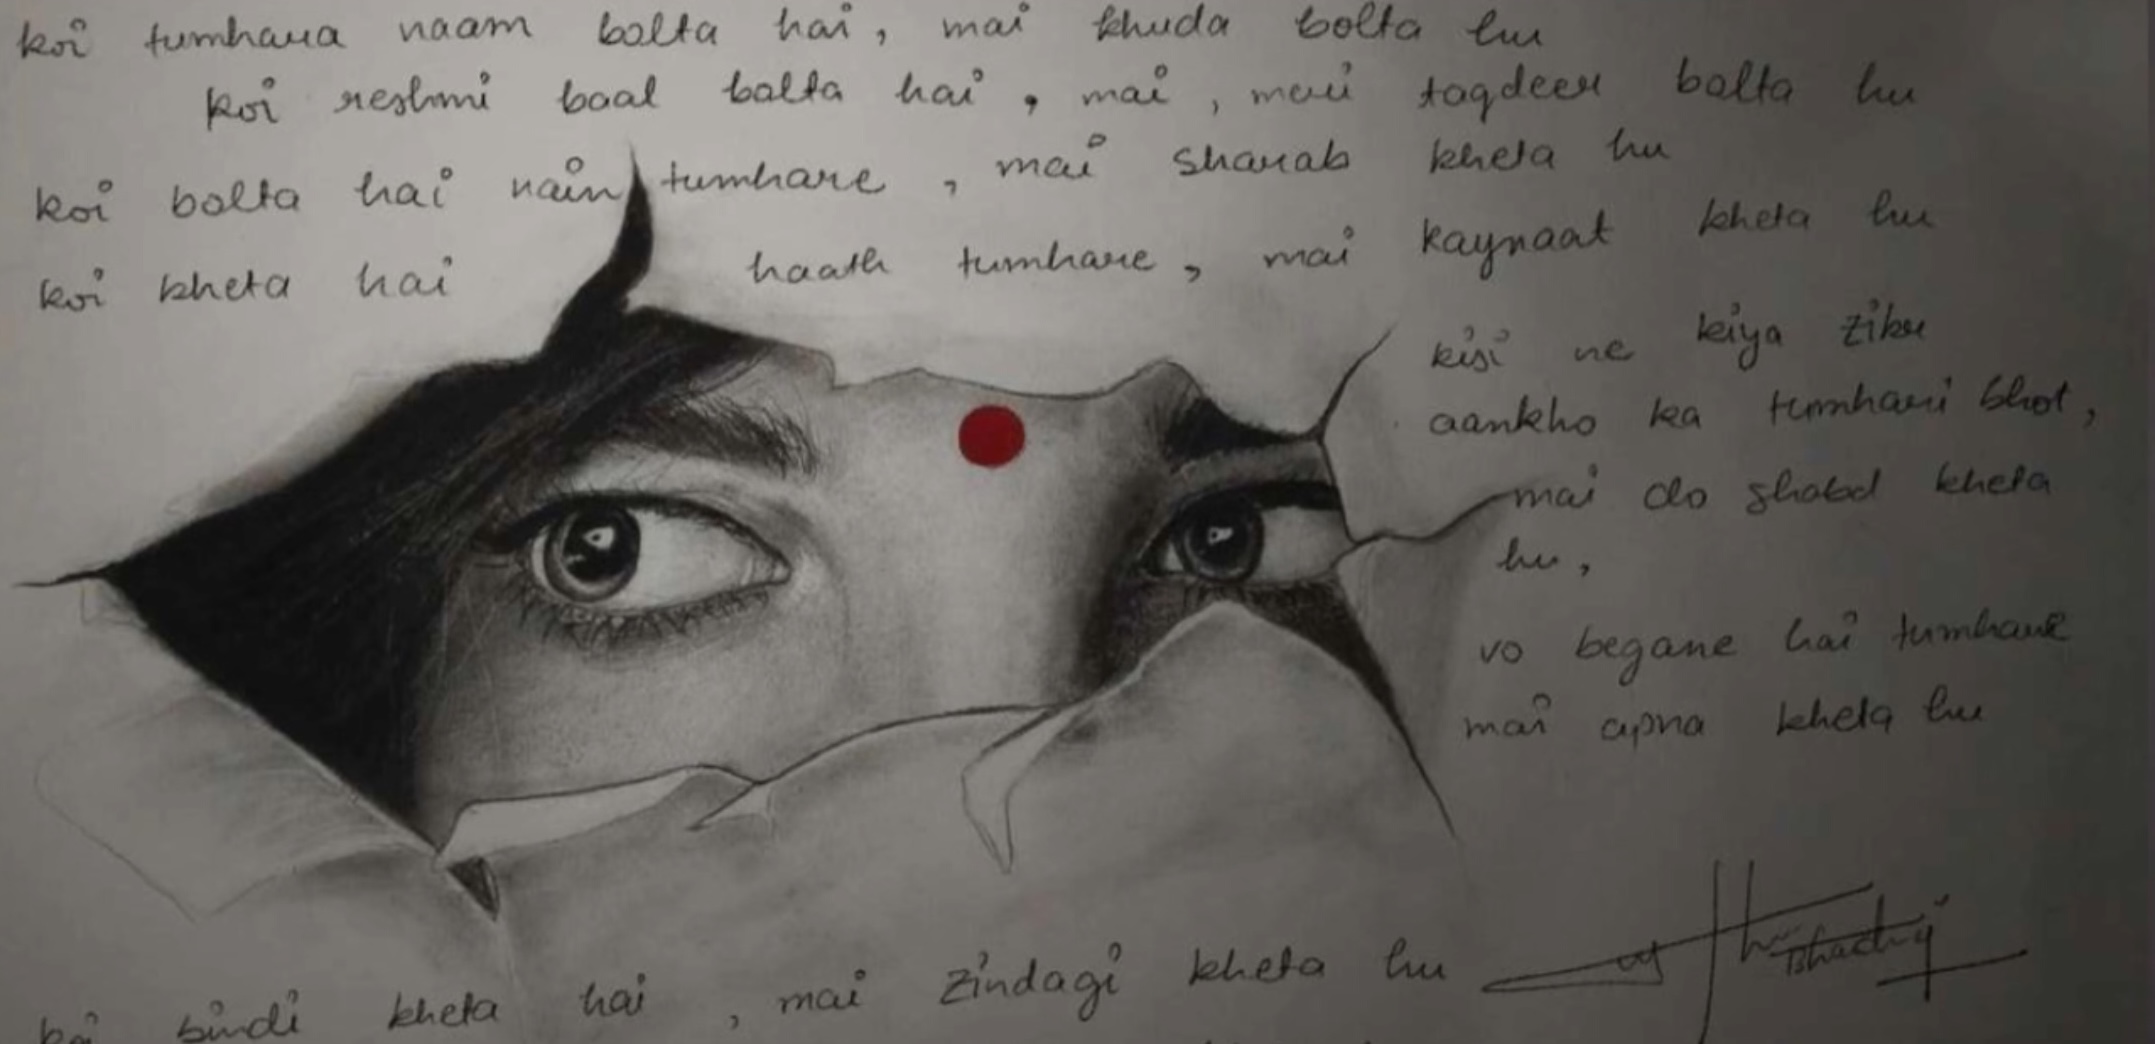 koi tumhara naam bolta hai, mai khuda bolta hu
koi reshmi baal bolta hai, mai, meri taqdeer bolta hu
koi bolta hai nain tumhare, mai sharab kheta hu
koi kheta hai haath tumhare, mai kaynaat kheta hu
kisi ne kiya zikr
aankho ka tumhari bhot,
mai do shabd kheta
hu,
vo begane hai tumhare
mai apna kheta hu
koi bindi kheta hai, mai zindagi kheta hu